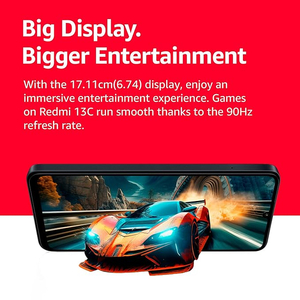 Big Display.
Bigger Entertainment
With the 17.11cm(6.74) display, enjoy an
immersive entertainment experience. Games
on Redmi 13C run smooth thanks to the 90Hz
refresh rate.